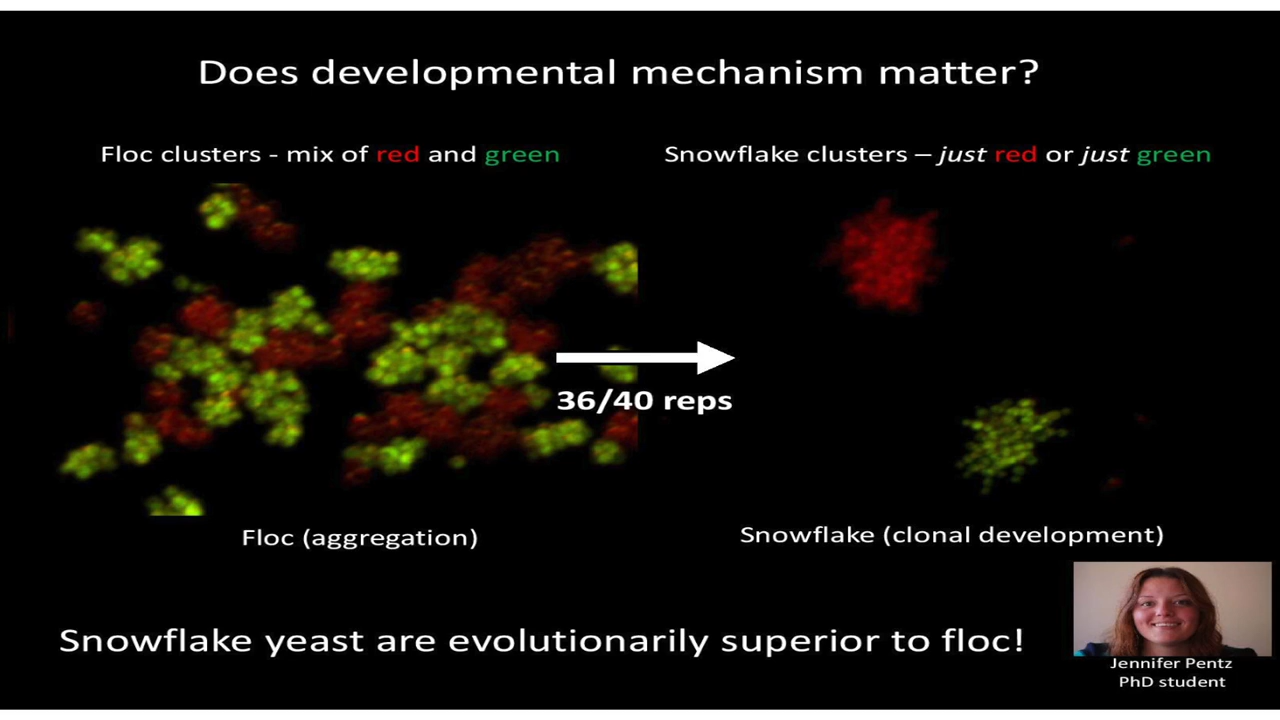 Does developmental mechanism matter?
Floc clusters - mix of red and green
Snowflake clusters – just red or just green
36/40 reps
Floc (aggregation)
Snowflake (clonal development)
Snowflake yeast are evolutionarily superior to floc!
Jennifer Pentz
PhD student